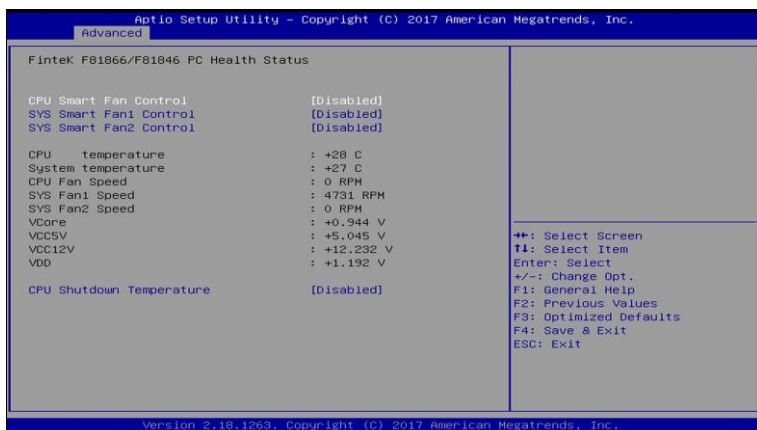 Aptio Setup Utility – Copyright (C) 2017 American Megatrends, Inc.
Advanced
FinteK F81866/F81846 PC Health Status
CPU Smart Fan Control [Disabled]
SYS Smart Fan1 Control [Disabled]
SYS Smart Fan2 Control [Disabled]
CPU temperature : +28 C
System temperature : +27 C
CPU Fan Speed : 0 RPM
SYS Fan1 Speed : 4731 RPM
SYS Fan2 Speed : 0 RPM
VCore : +0.944 V
VCC5V : +5.045 V
VCC12V : +12.232 V
VDD : +1.192 V
CPU Shutdown Temperature [Disabled]
→←: Select Screen
↑↓: Select Item
Enter: Select
+/-: Change Opt.
F1: General Help
F2: Previous Values
F3: Optimized Defaults
F4: Save & Exit
ESC: Exit
Version 2.18.1263. Copyright (C) 2017 American Megatrends, Inc.